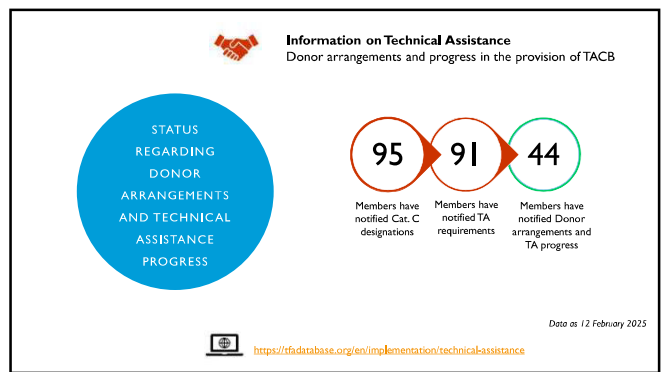 Information on Technical Assistance
Donor arrangements and progress in the provision of TACB
STATUS
REGARDING
DONOR
ARRANGEMENTS
AND TECHNICAL
ASSISTANCE
PROGRESS
95
91
44
Members have
notified Cat. C
designations
Members have
notified TA
requirements
Members have
notified Donor
arrangements and
TA progress
Data as 12 February 2025
https://tfadatabase.org/en/implementation/technical-assistance